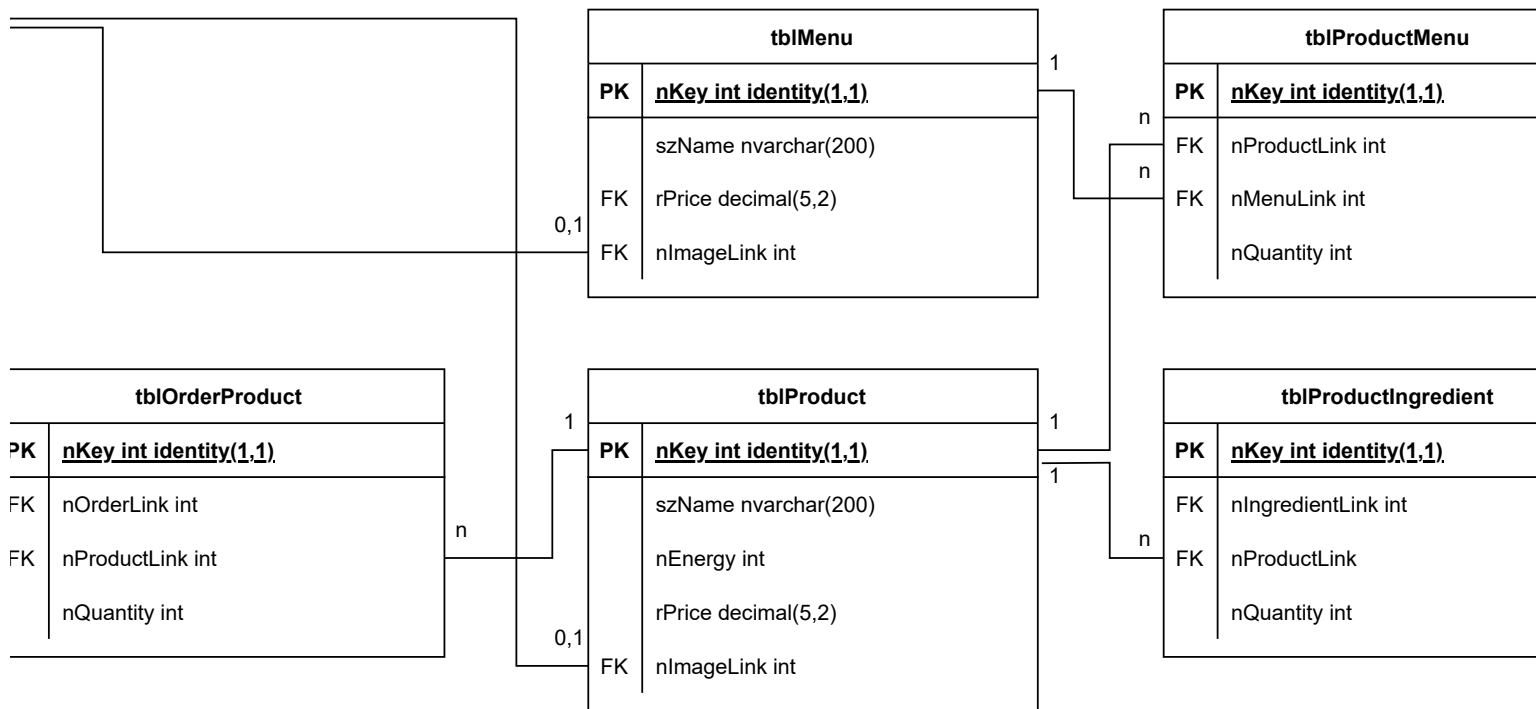 tblMenu
PK nKey int identity(1,1)
szName nvarchar(200)
FK rPrice decimal(5,2)
FK nImageLink int
1
0,1
tblProductMenu
PK nKey int identity(1,1)
FK nProductLink int
FK nMenuLink int
nQuantity int
n
n
tblOrderProduct
PK nKey int identity(1,1)
FK nOrderLink int
FK nProductLink int
nQuantity int
n
tblProduct
PK nKey int identity(1,1)
szName nvarchar(200)
nEnergy int
rPrice decimal(5,2)
FK nImageLink int
1
0,1
1
1
tblProductIngredient
PK nKey int identity(1,1)
FK nIngredientLink int
FK nProductLink
nQuantity int
n